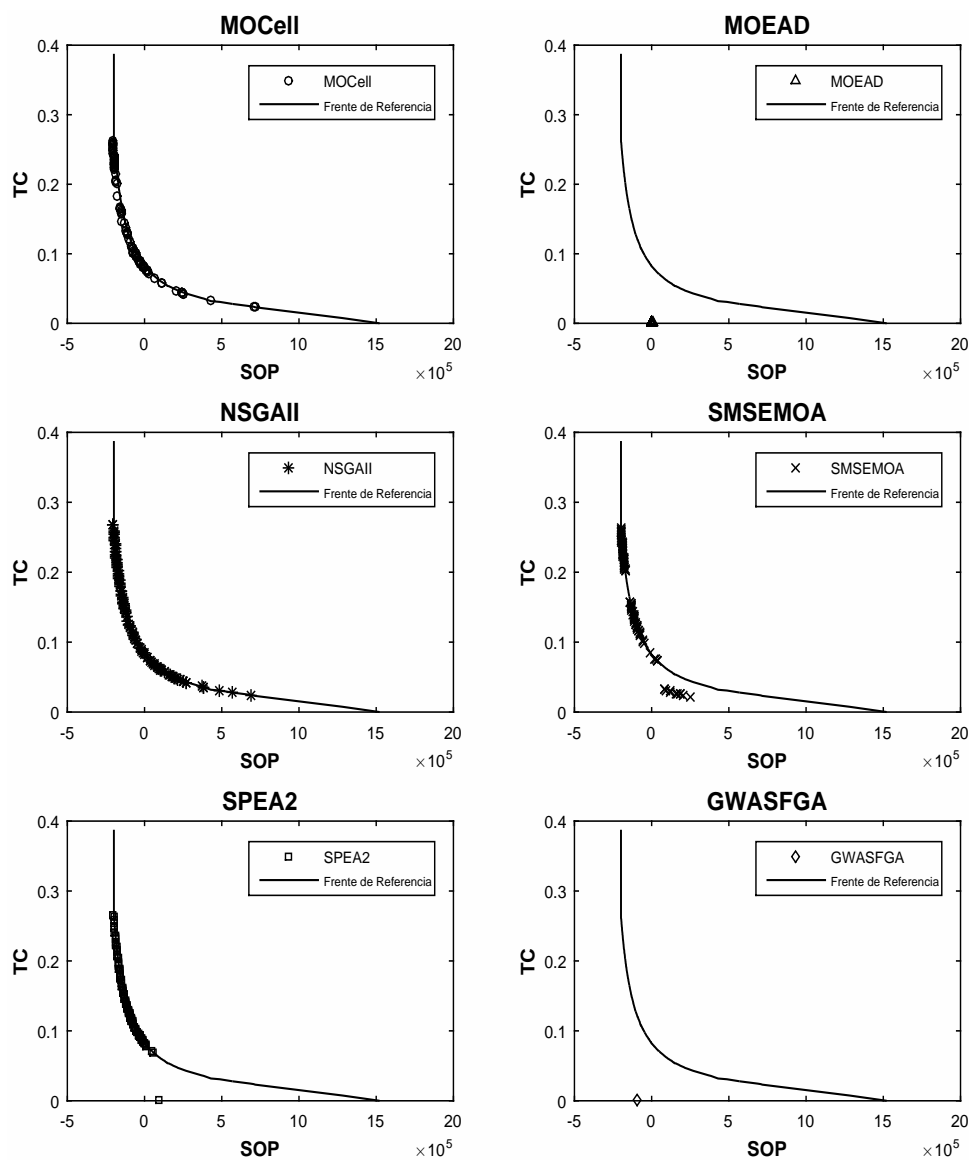 MOCell
0.4
0.3
0.2
0.1
0
TC
MOCell
Frente de Referencia
-5 0 5 10 15 20
SOP
×10^5
MOEAD
0.4
0.3
0.2
0.1
0
TC
MOEAD
Frente de Referencia
-5 0 5 10 15 20
SOP
×10^5
NSGAII
0.4
0.3
0.2
0.1
0
TC
NSGAII
Frente de Referencia
-5 0 5 10 15 20
SOP
×10^5
SMSEMOA
0.4
0.3
0.2
0.1
0
TC
SMSEMOA
Frente de Referencia
-5 0 5 10 15 20
SOP
×10^5
SPEA2
0.4
0.3
0.2
0.1
0
TC
SPEA2
Frente de Referencia
-5 0 5 10 15 20
SOP
×10^5
GWASFGA
0.4
0.3
0.2
0.1
0
TC
GWASFGA
Frente de Referencia
-5 0 5 10 15 20
SOP
×10^5